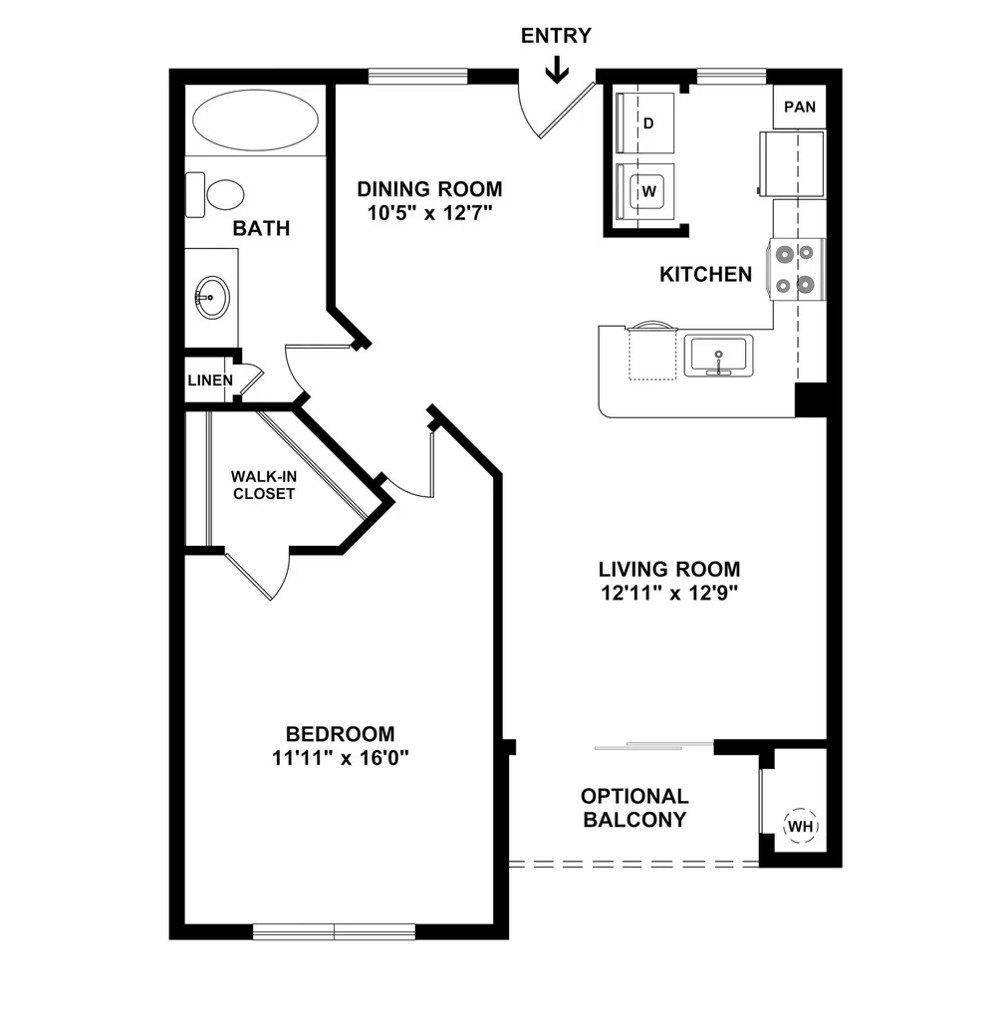 ENTRY
PAN
D
DINING ROOM
10'5" x 12'7"
W
BATH
KITCHEN
LINEN
WALK-IN
CLOSET
LIVING ROOM
12'11" x 12'9"
BEDROOM
11'11" x 16'0"
OPTIONAL
BALCONY
WH